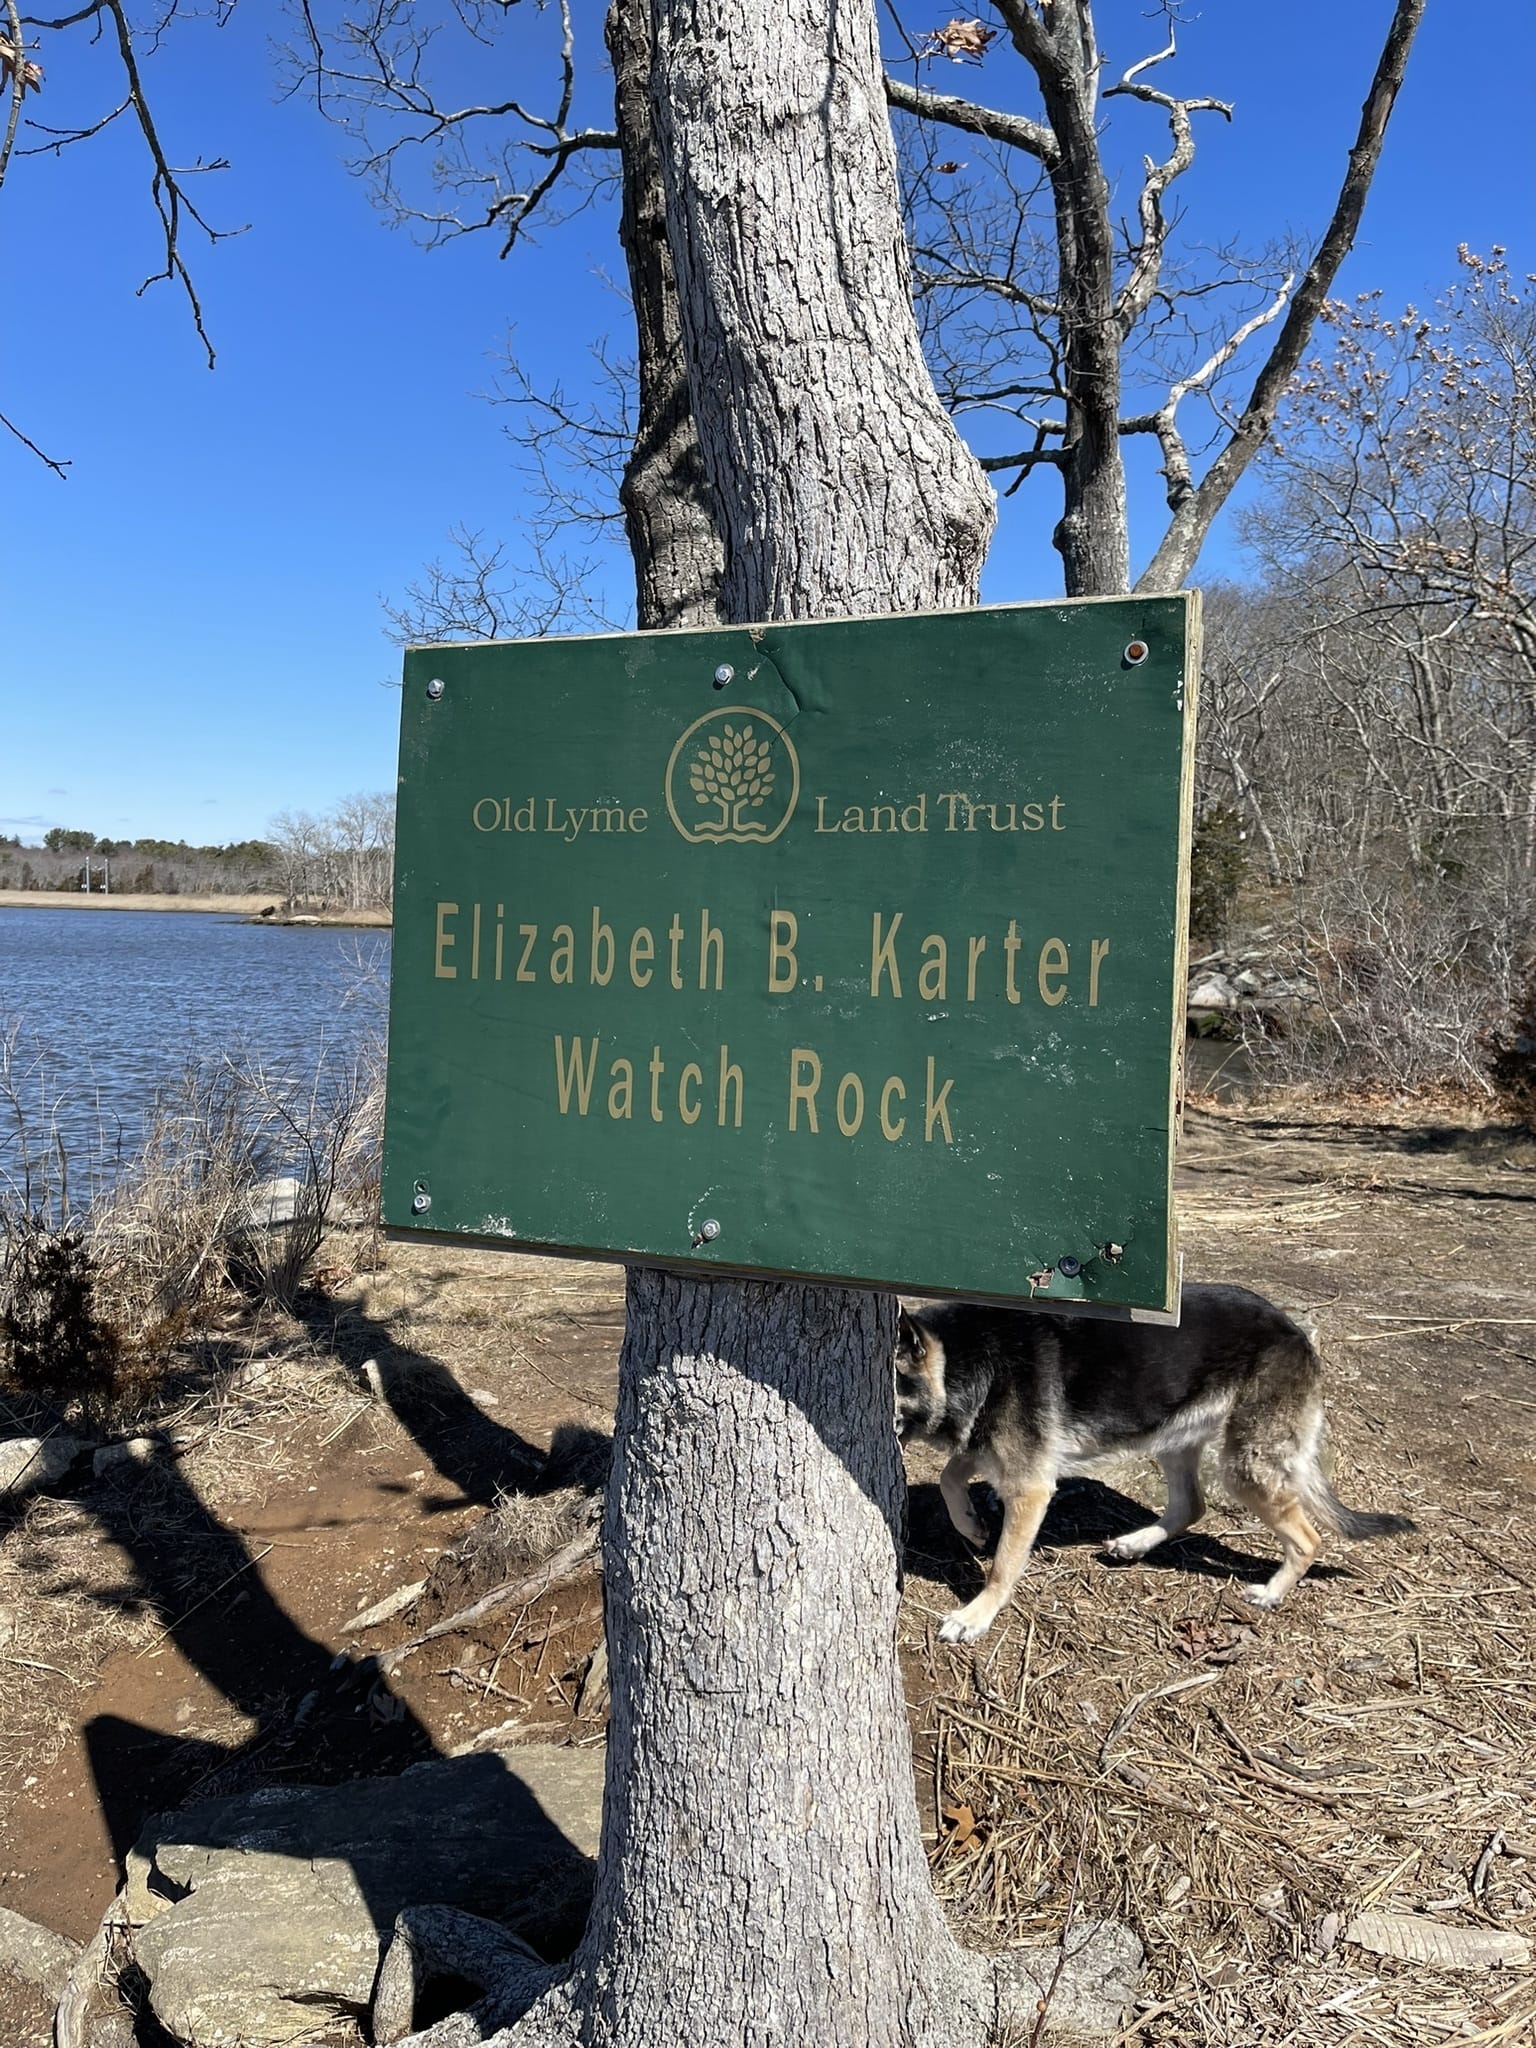 Old Lyme Land Trust
Elizabeth B. Karter
Watch Rock